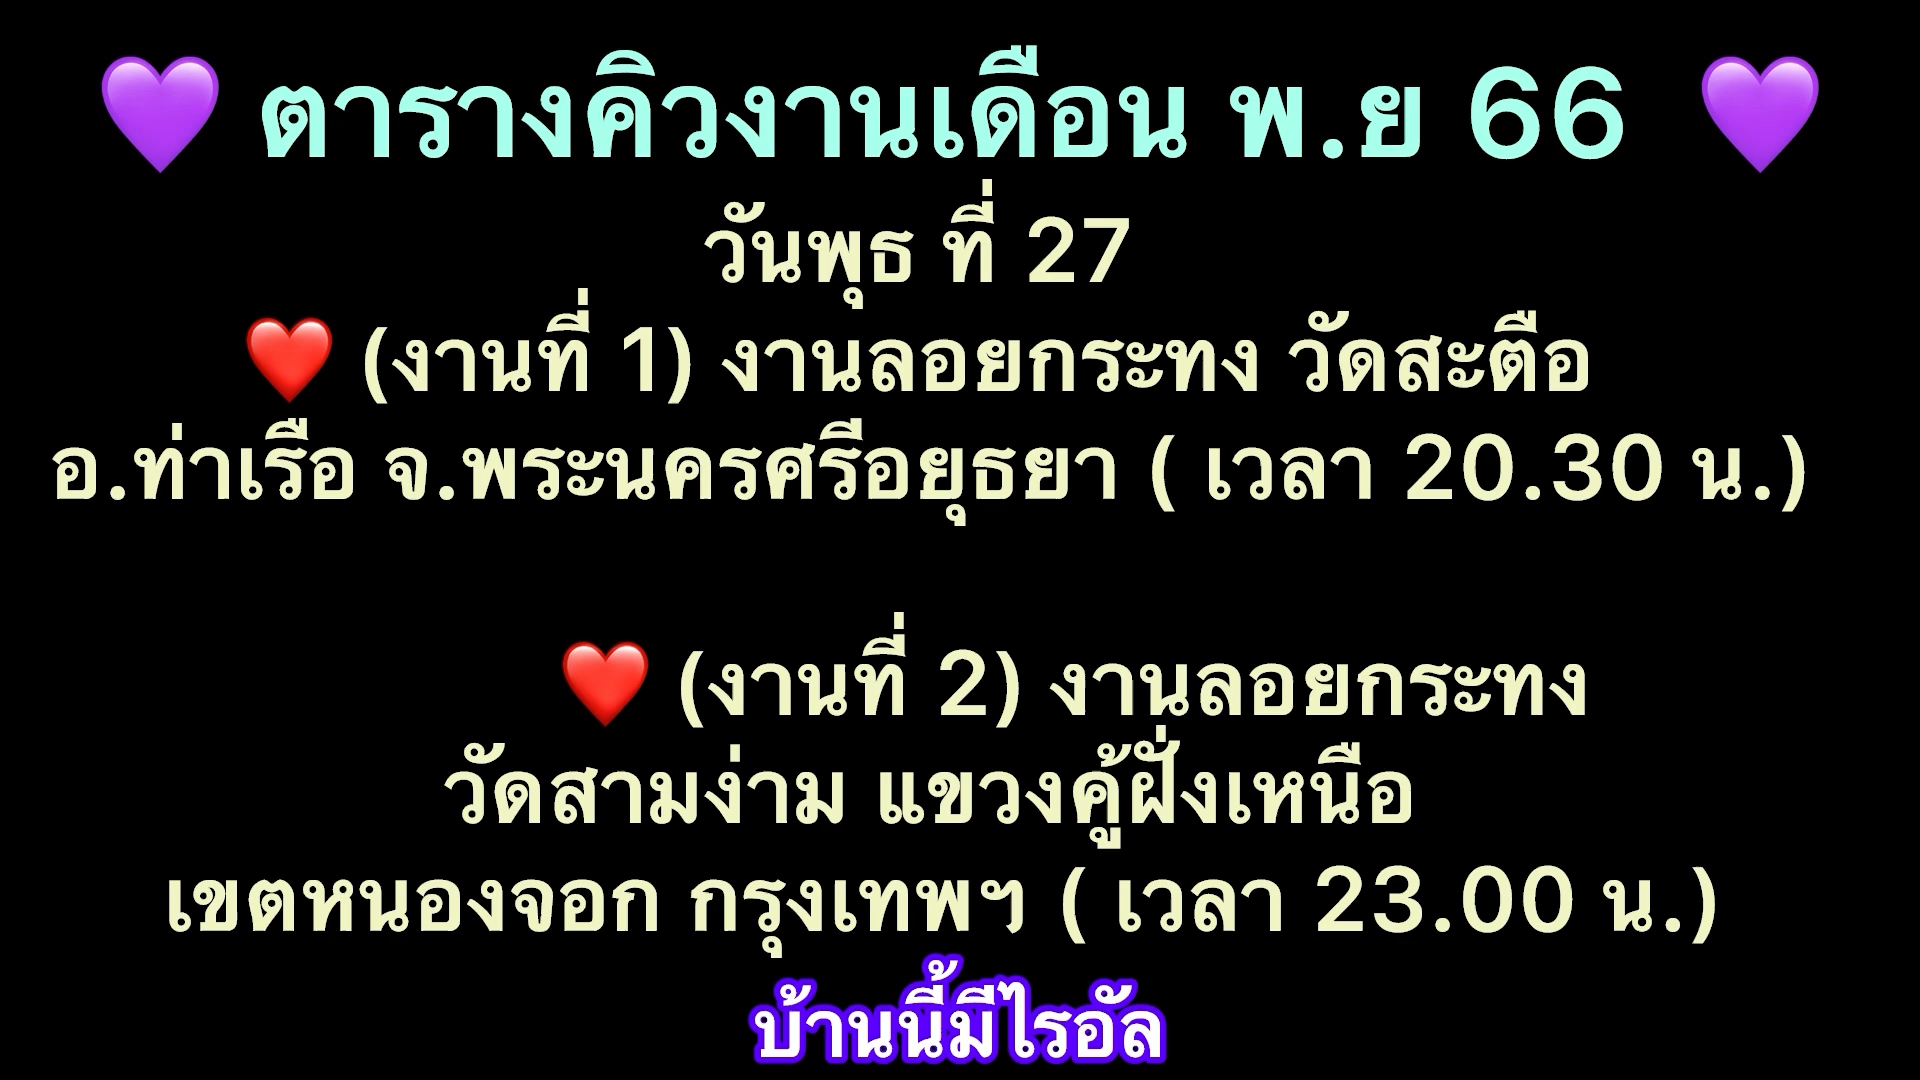 💜 ตารางคิวงานเดือน พ.ย 66 💜
วันพุธ ที่ 27
❤️ (งานที่ 1) งานลอยกระทง วัดสะตือ
อ.ท่าเรือ จ.พระนครศรีอยุธยา ( เวลา 20.30 น.)
❤️ (งานที่ 2) งานลอยกระทง
วัดสามง่าม แขวงคู้ฝั่งเหนือ
เขตหนองจอก กรุงเทพฯ ( เวลา 23.00 น.)
บ้านนี้มีไรอัล